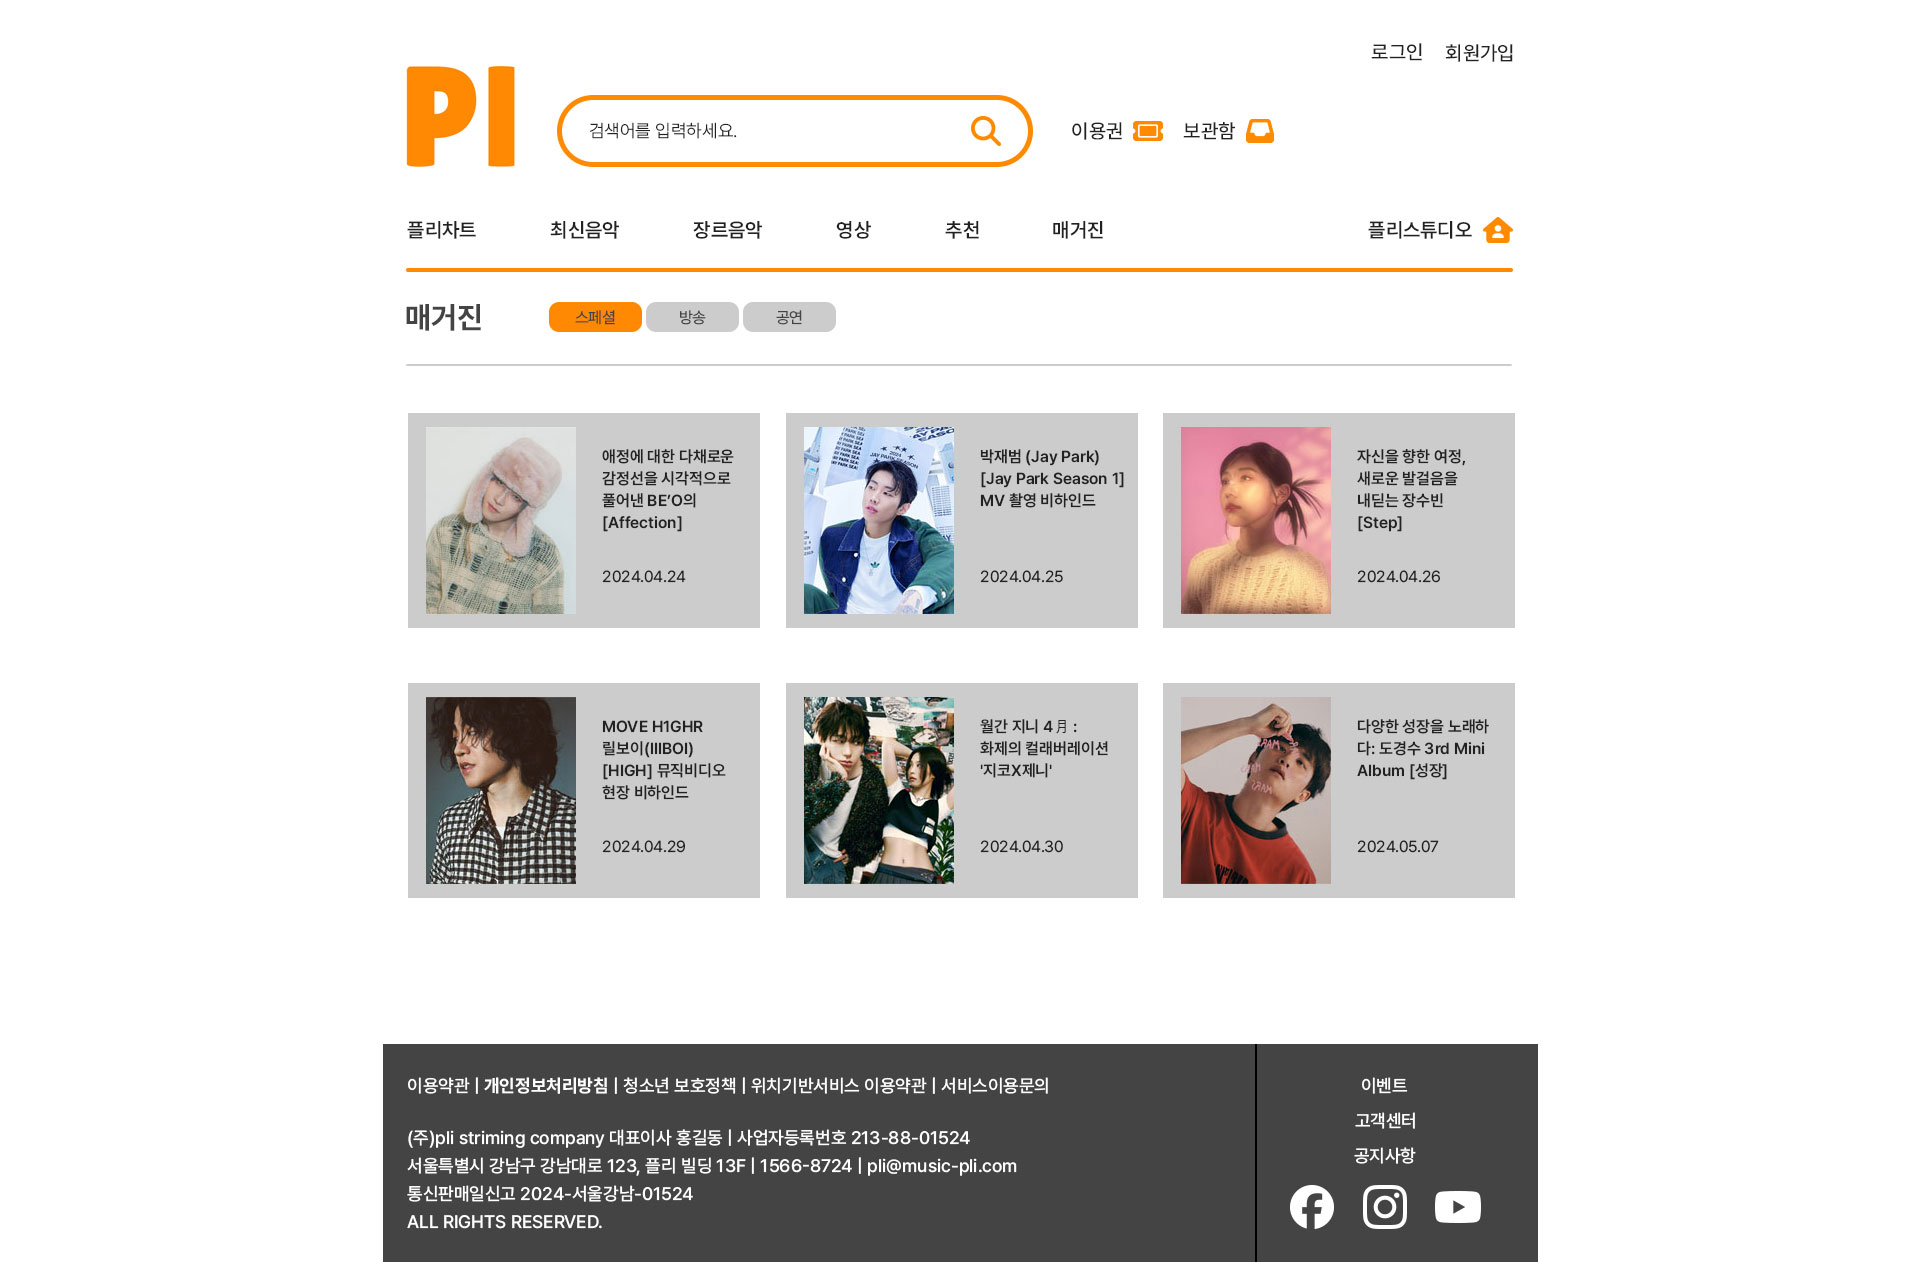 로그인 회원가입
Pl
검색어를 입력하세요.
이용권 보관함
플리차트 최신음악 장르음악 영상 추천 매거진 플리스튜디오
매거진 스페셜 방송 공연
애정에 대한 다채로운
감정선을 시각적으로
풀어낸 BE’O의
[Affection]
2024.04.24
JAY PARK SEASON
박재범 (Jay Park)
[Jay Park Season 1]
MV 촬영 비하인드
2024.04.25
자신을 향한 여정,
새로운 발걸음을
내딛는 장수빈
[Step]
2024.04.26
MOVE H1GHR
릴보이(lIlBOI)
[HIGH] 뮤직비디오
현장 비하인드
2024.04.29
월간 지니 4月 :
화제의 컬래버레이션
'지코X제니'
2024.04.30
다양한 성장을 노래하
다: 도경수 3rd Mini
Album [성장]
2024.05.07
이용약관 | 개인정보처리방침 | 청소년 보호정책 | 위치기반서비스 이용약관 | 서비스이용문의
(주)pli striming company 대표이사 홍길동 | 사업자등록번호 213-88-01524
서울특별시 강남구 강남대로 123, 플리 빌딩 13F | 1566-8724 | pli@music-pli.com
통신판매일신고 2024-서울강남-01524
ALL RIGHTS RESERVED.
이벤트
고객센터
공지사항